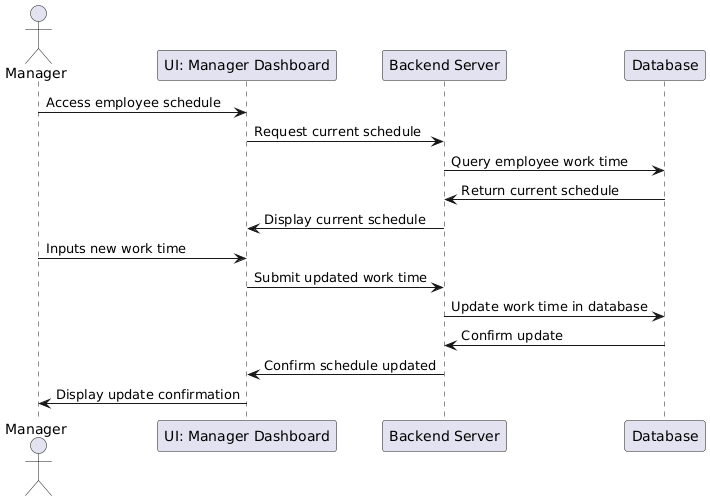 Manager
UI: Manager Dashboard
Backend Server
Database
Access employee schedule
Request current schedule
Query employee work time
Return current schedule
Display current schedule
Inputs new work time
Submit updated work time
Update work time in database
Confirm update
Confirm schedule updated
Display update confirmation
Manager
UI: Manager Dashboard
Backend Server
Database